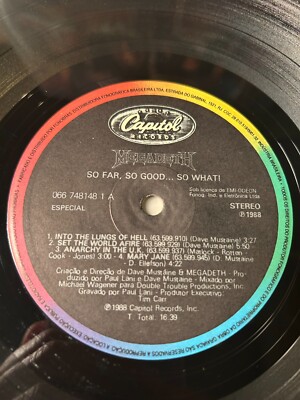 Capitol
RECORDS
MEGADETH
SO FAR, SO GOOD... SO WHAT!
066 748148 1 A
ESPECIAL
Sob licença de EMI-ODEON
Fonog. Ind. e Eletrônica Ltda
STEREO
℗1988
1. INTO THE LUNGS OF HELL (63.599.910) (Dave Mustaine) 3:27
2. SET THE WORLD AFIRE (63.599.929) (Dave Mustaine) 5:50
3. ANARCHY IN THE U.K. (63.599.937) (Matlock - Rotten
Cook - Jones) 3:00 - 4. MARY JANE (63.599.945) (D. Mustaine
D. Ellefson) 4:22
Criação e Direção de Dave Mustaine & MEGADETH - Pro-
duzido por Paul Lani e Dave Mustaine - Mixado por
Michael Wagener para Double Trouble Productions, Inc.
Gravado por Paul Lani - Produtor Executivo:
Tim Carr
℗1988 Capitol Records, Inc.
T. Total: 16:39